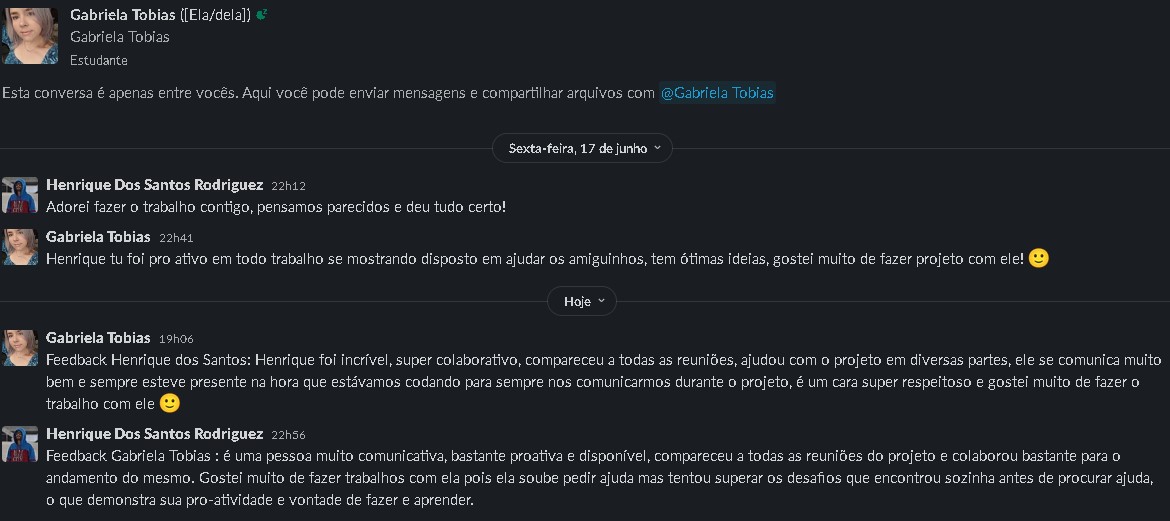 Gabriela Tobias ([Ela/dela])
Gabriela Tobias
Estudante
Esta conversa é apenas entre vocês. Aqui você pode enviar mensagens e compartilhar arquivos com @Gabriela Tobias
Sexta-feira, 17 de junho
Henrique Dos Santos Rodriguez 22h12
Adorei fazer o trabalho contigo, pensamos parecidos e deu tudo certo!
Gabriela Tobias 22h41
Henrique tu foi pro ativo em todo trabalho se mostrando disposto em ajudar os amiguinhos, tem ótimas ideias, gostei muito de fazer projeto com ele! 🙂
Hoje
Gabriela Tobias 19h06
Feedback Henrique dos Santos: Henrique foi incrível, super colaborativo, compareceu a todas as reuniões, ajudou com o projeto em diversas partes, ele se comunica muito
bem e sempre esteve presente na hora que estávamos codando para sempre nos comunicarmos durante o projeto, é um cara super respeitoso e gostei muito de fazer o
trabalho com ele 🙂
Henrique Dos Santos Rodriguez 22h56
Feedback Gabriela Tobias : é uma pessoa muito comunicativa, bastante proativa e disponível, compareceu a todas as reuniões do projeto e colaborou bastante para o
andamento do mesmo. Gostei muito de fazer trabalhos com ela pois ela soube pedir ajuda mas tentou superar os desafios que encontrou sozinha antes de procurar ajuda,
o que demonstra sua pro-atividade e vontade de fazer e aprender.